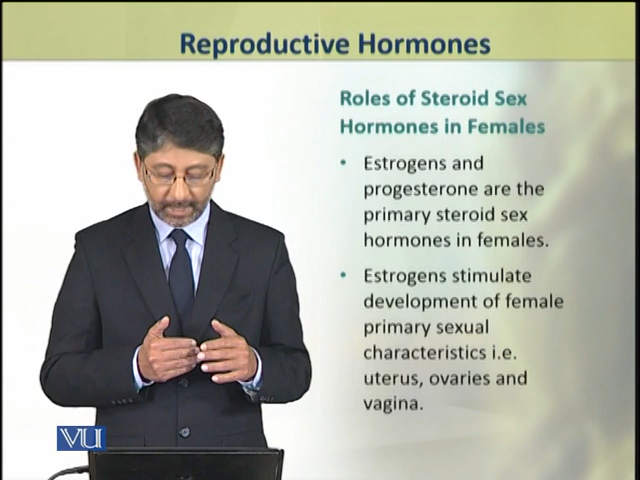 Reproductive Hormones
Roles of Steroid Sex
Hormones in Females
• Estrogens and
progesterone are the
primary steroid sex
hormones in females.
• Estrogens stimulate
development of female
primary sexual
characteristics i.e.
uterus, ovaries and
vagina.
VU